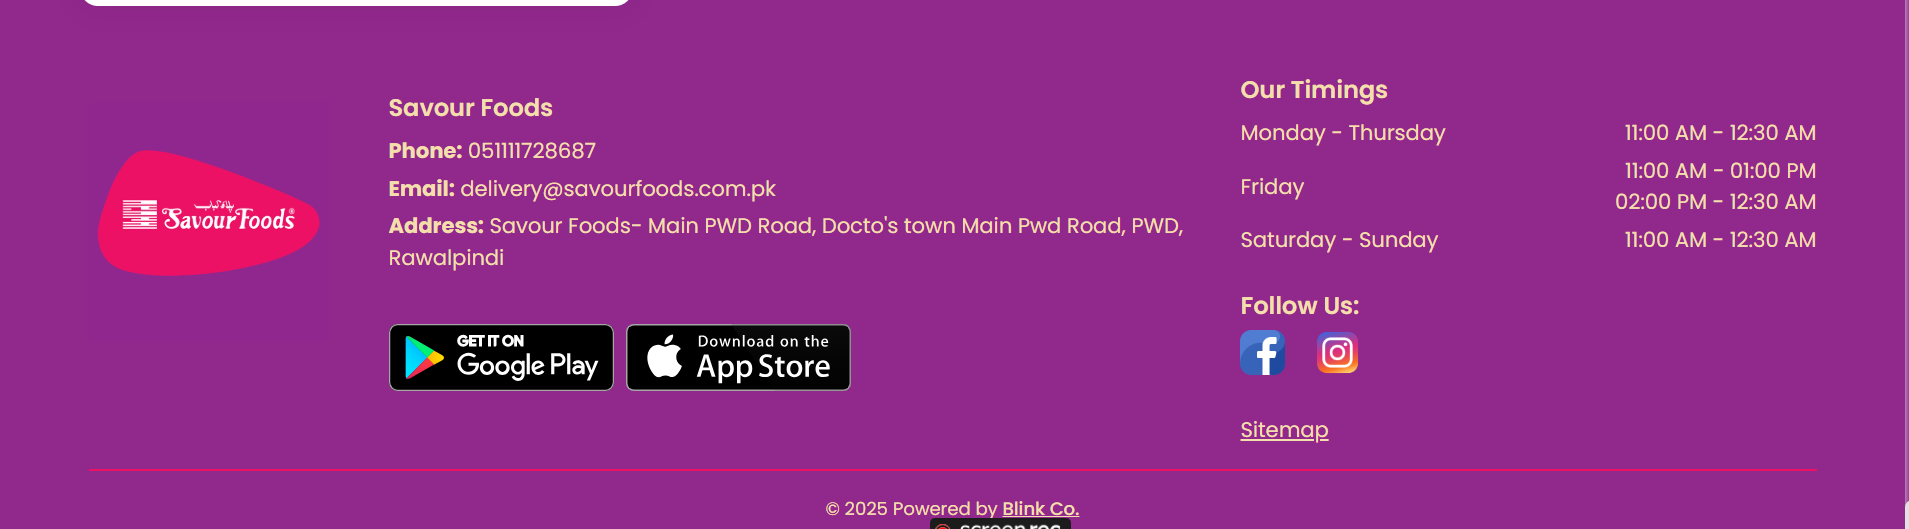 Savour Foods®
Savour Foods
Phone: 051111728687
Email: delivery@savourfoods.com.pk
Address: Savour Foods- Main PWD Road, Docto's town Main Pwd Road, PWD,
Rawalpindi
GET IT ON
Google Play
Download on the
App Store
Our Timings
Monday - Thursday 11:00 AM - 12:30 AM
Friday 11:00 AM - 01:00 PM
02:00 PM - 12:30 AM
Saturday - Sunday 11:00 AM - 12:30 AM
Follow Us:
Sitemap
© 2025 Powered by Blink Co.